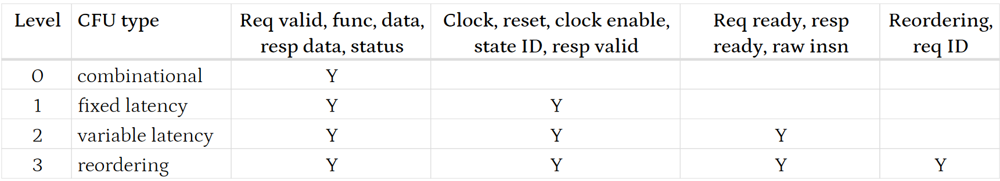 Level CFU type Req valid, func, data, Clock, reset, clock enable, Req ready, resp Reordering,
resp data, status state ID, resp valid ready, raw insn req ID
0 combinational Y
1 fixed latency Y Y
2 variable latency Y Y Y
3 reordering Y Y Y Y